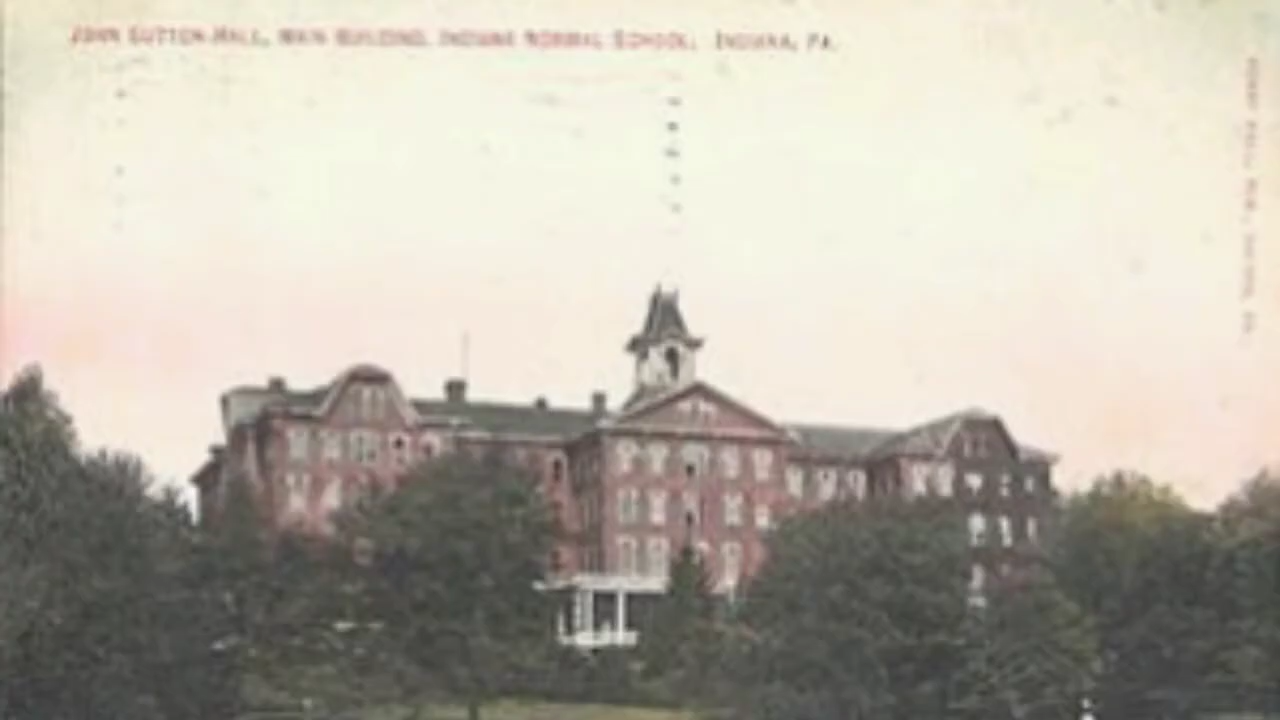 JOHN SUTTON HALL, MAIN BUILDING, INDIANA NORMAL SCHOOL, INDIANA, PA.